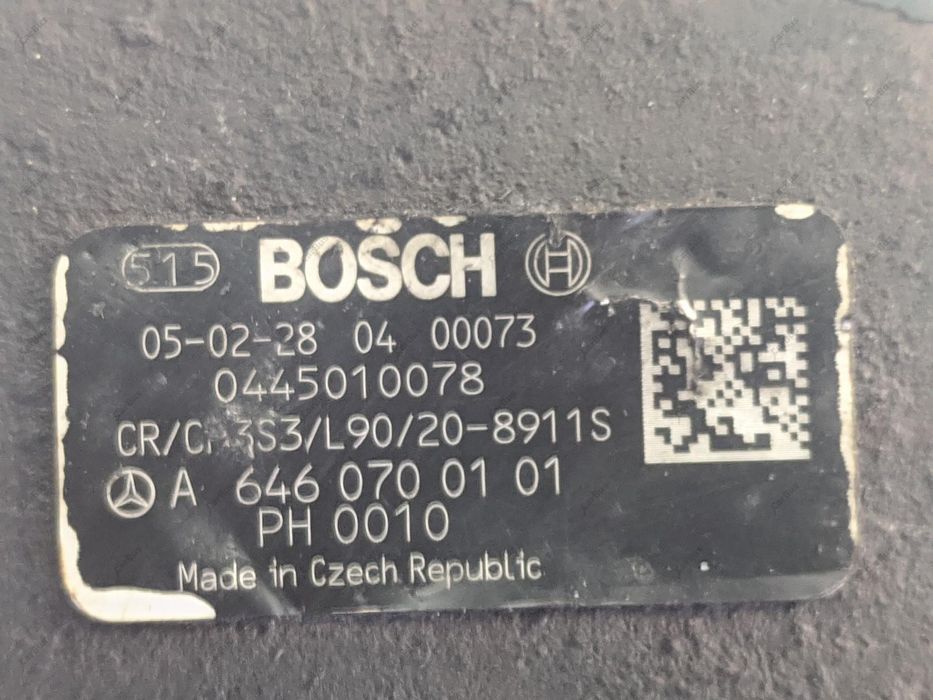 515 BOSCH
05-02-28 04 00073
0445010078
CR/CP3S3/L90/20-8911S
A 646 070 01 01
PH 0010
Made in Czech Republic